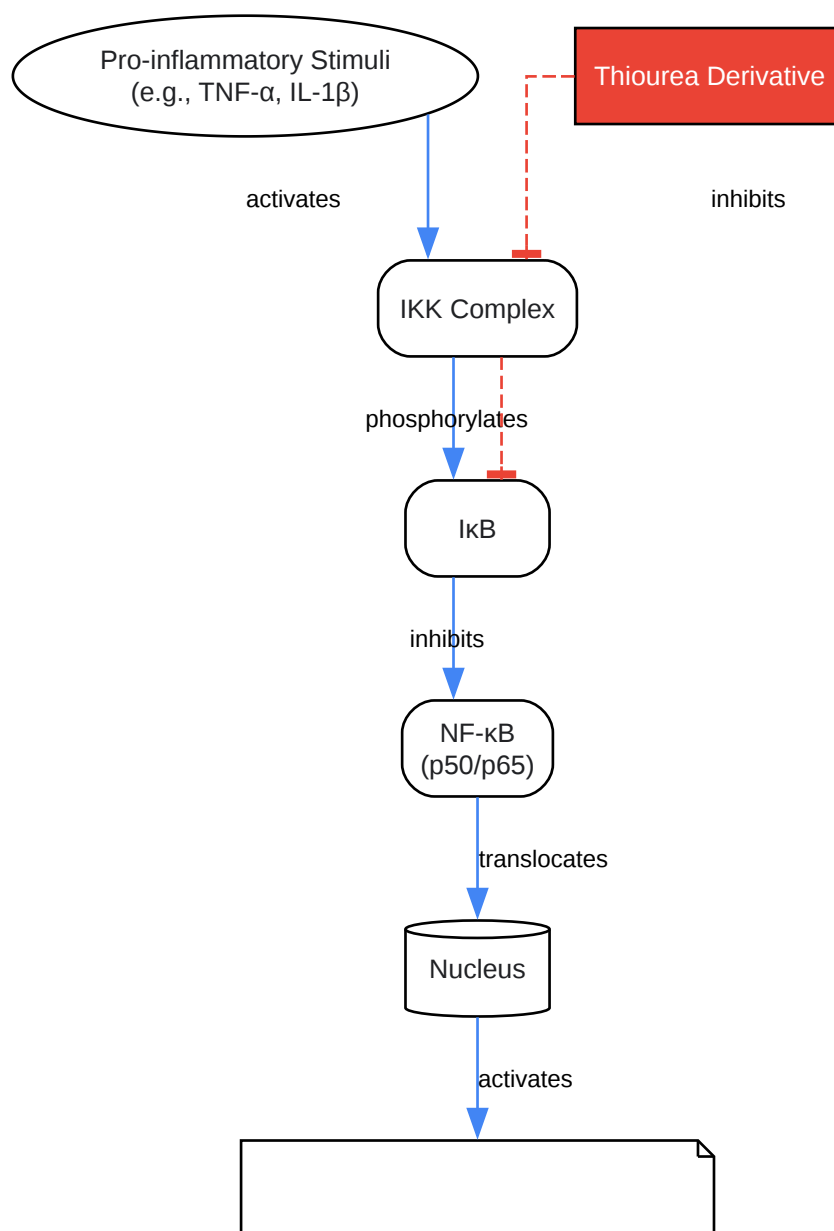 Pro-inflammatory Stimuli
(e.g., TNF-α, IL-1β)
Thiourea Derivative
activates
inhibits
IKK Complex
phosphorylates
IκB
inhibits
NF-κB
(p50/p65)
translocates
Nucleus
activates